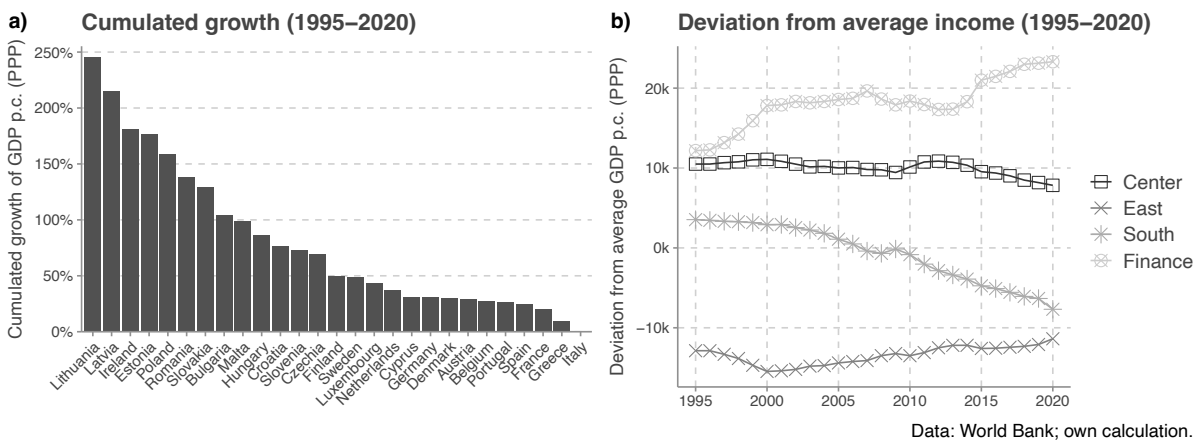 a) Cumulated growth (1995–2020)
Cumulated growth of GDP p.c. (PPP)
250%
200%
150%
100%
50%
0%
Lithuania
Latvia
Ireland
Estonia
Poland
Romania
Slovakia
Bulgaria
Malta
Hungary
Croatia
Slovenia
Czechia
Finland
Sweden
Luxemburg
Netherlands
Cyprus
Germany
Denmark
Austria
Belgium
Portugal
Spain
France
Greece
Italy
b) Deviation from average income (1995–2020)
Deviation from average GDP p.c. (PPP)
20k
10k
0k
−10k
1995 2000 2005 2010 2015 2020
Center
East
South
Finance
Data: World Bank; own calculation.